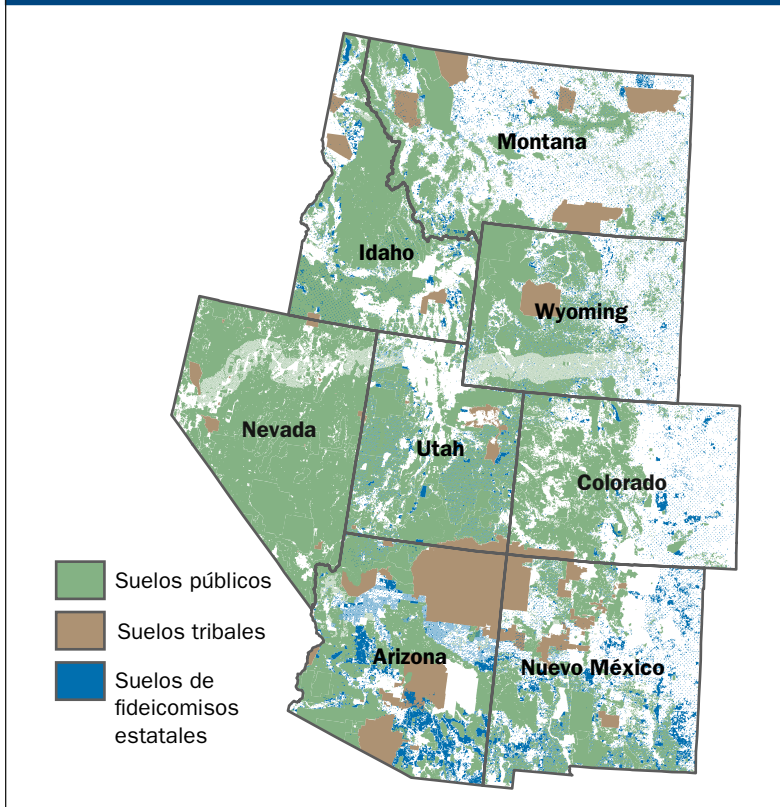 Montana
Idaho
Wyoming
Nevada
Utah
Colorado
Suelos públicos
Suelos tribales
Suelos de
fideicomisos
estatales
Arizona
Nuevo México